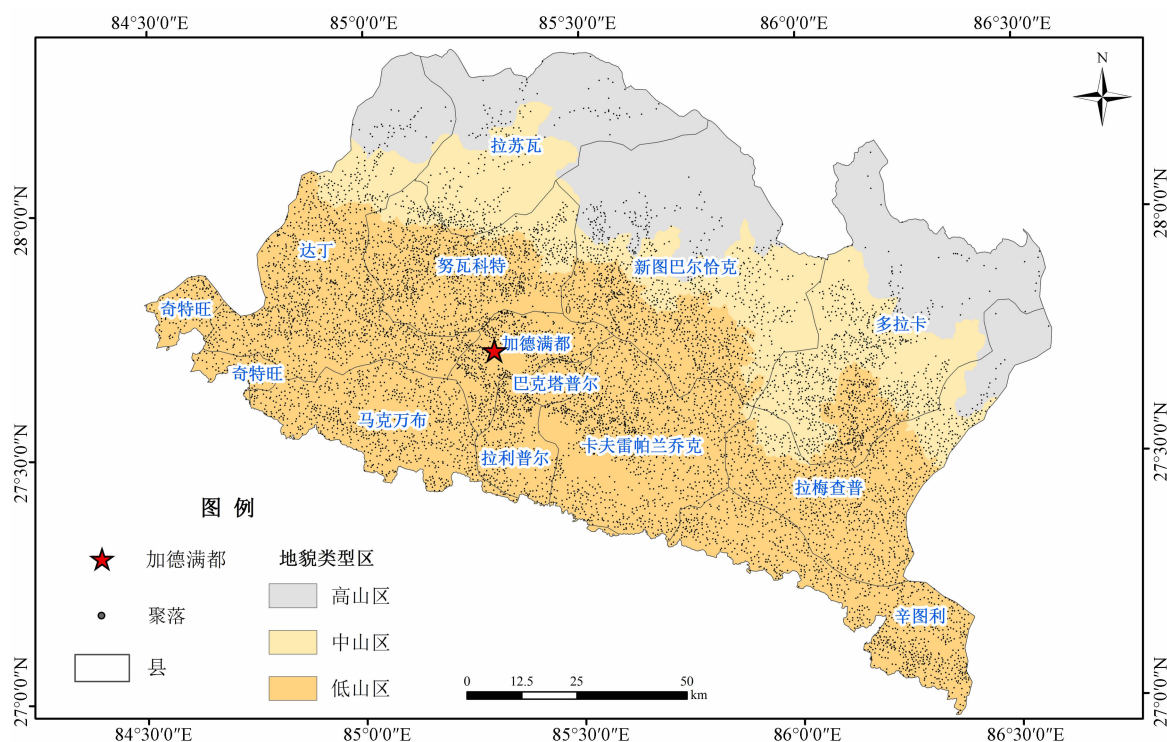 84°30′0″E 85°0′0″E 85°30′0″E 86°0′0″E 86°30′0″E
N
28°0′0″N
28°0′0″N
27°30′0″N
27°30′0″N
27°0′0″N
27°0′0″N
拉苏瓦
达丁
努瓦科特
新图巴尔恰克
奇特旺
多拉卡
加德满都
奇特旺
巴克塔普尔
马克万布
卡夫雷帕兰乔克
拉利普尔
拉梅查普
辛图利
图 例
加德满都
聚落
县
地貌类型区
高山区
中山区
低山区
0 12.5 25 50
km
84°30′0″E 85°0′0″E 85°30′0″E 86°0′0″E 86°30′0″E